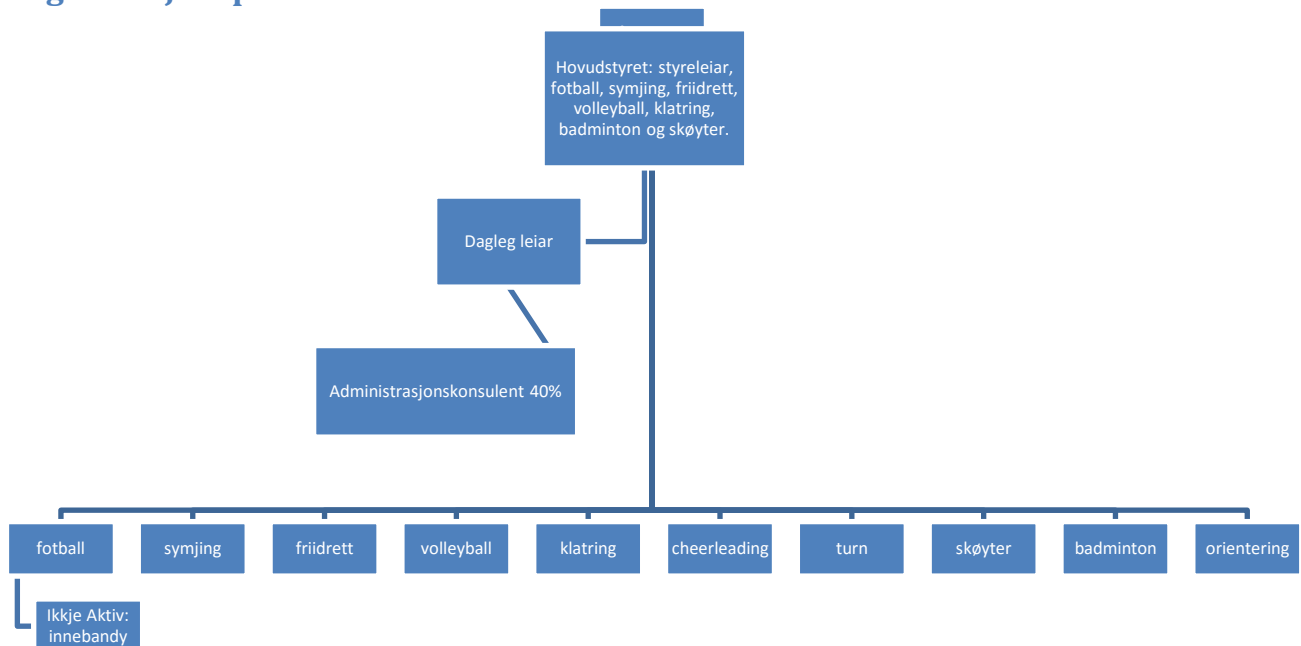 Hovudstyret: styreleiar,
fotball, symjing, friidrett,
volleyball, klatring,
badminton og skøyter.
Dagleg leiar
Administrasjonskonsulent 40%
fotball
symjing
friidrett
volleyball
klatring
cheerleading
turn
skøyter
badminton
orientering
Ikkje Aktiv:
innebandy